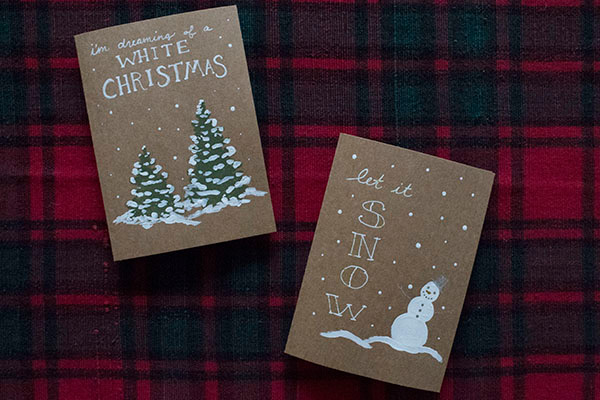 i'm dreaming of a
WHITE
CHRISTMAS
let it
S
N
O
W